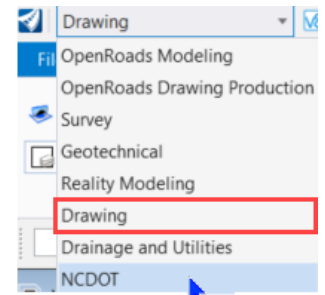 Drawing
Fil
OpenRoads Modeling
OpenRoads Drawing Production
Survey
Geotechnical
Reality Modeling
Drawing
Drainage and Utilities
NCDOT